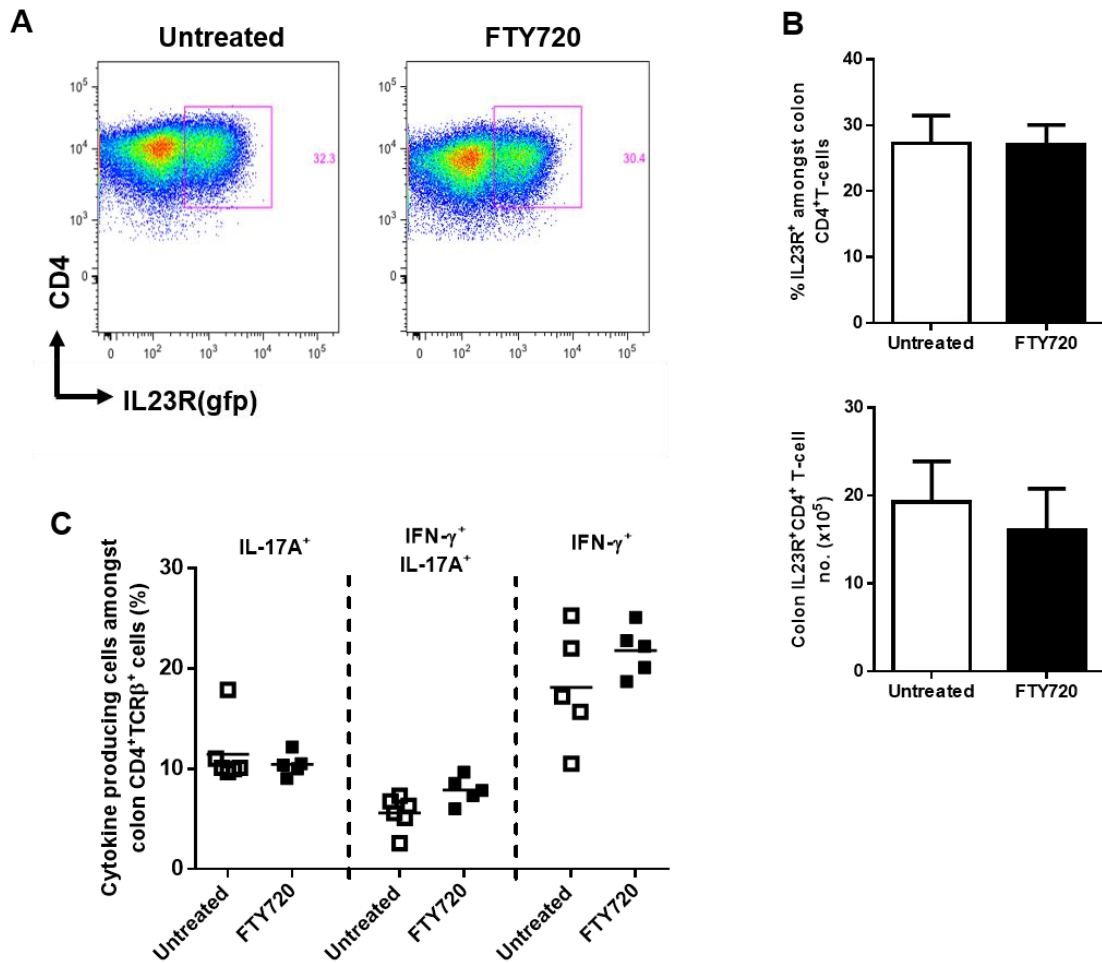 A
Untreated
FTY720
10⁵
10⁴
10³
0
32.3
0
10²
10³
10⁴
10⁵
10⁵
10⁴
10³
0
30.4
0
10²
10³
10⁴
10⁵
CD4
IL23R(gfp)
B
% IL23R⁺ amongst colon
CD4⁺T-cells
40
30
20
10
0
Untreated
FTY720
Colon IL23R⁺CD4⁺ T-cell
no. (x10⁵)
30
20
10
0
Untreated
FTY720
C
Cytokine producing cells amongst
colon CD4⁺TCRβ⁺ cells (%)
IL-17A⁺
IFN-γ⁺
IL-17A⁺
IFN-γ⁺
30
20
10
0
Untreated
FTY720
Untreated
FTY720
Untreated
FTY720